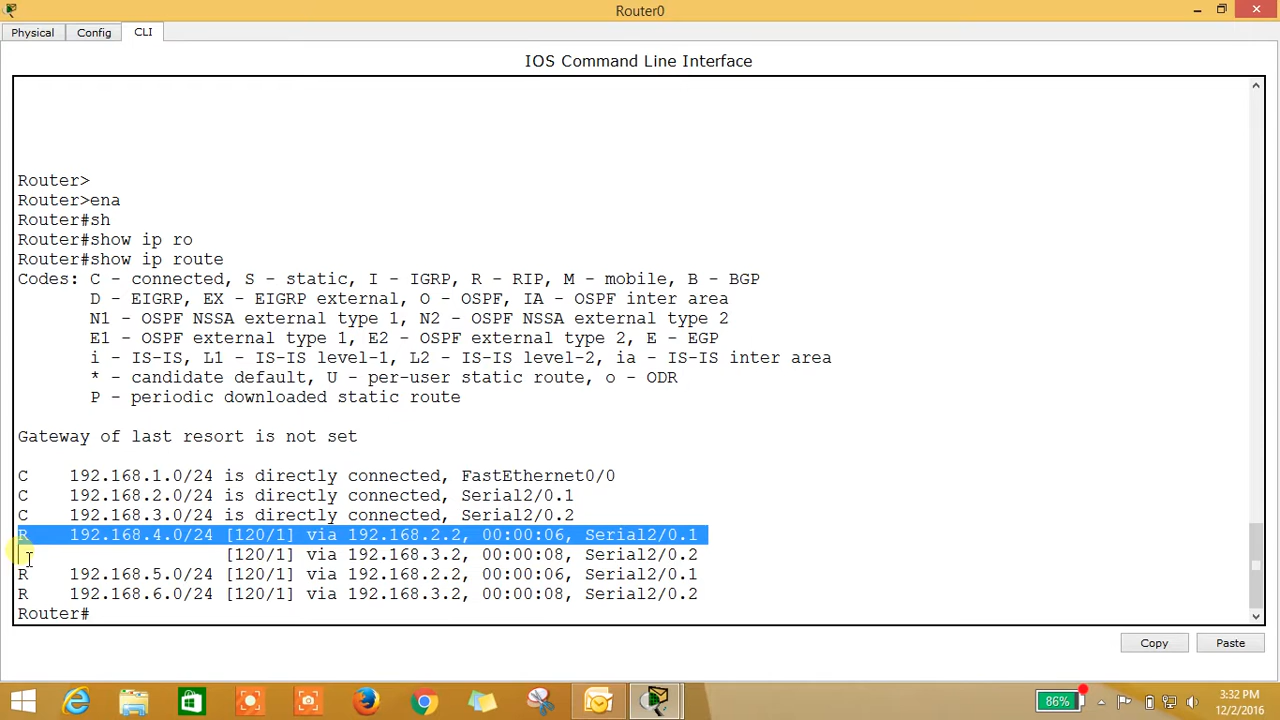 Router0
Physical Config CLI
IOS Command Line Interface
Router>
Router>ena
Router#sh
Router#show ip ro
Router#show ip route
Codes: C - connected, S - static, I - IGRP, R - RIP, M - mobile, B - BGP
D - EIGRP, EX - EIGRP external, O - OSPF, IA - OSPF inter area
N1 - OSPF NSSA external type 1, N2 - OSPF NSSA external type 2
E1 - OSPF external type 1, E2 - OSPF external type 2, E - EGP
i - IS-IS, L1 - IS-IS level-1, L2 - IS-IS level-2, ia - IS-IS inter area
* - candidate default, U - per-user static route, o - ODR
P - periodic downloaded static route
Gateway of last resort is not set
C 192.168.1.0/24 is directly connected, FastEthernet0/0
C 192.168.2.0/24 is directly connected, Serial2/0.1
C 192.168.3.0/24 is directly connected, Serial2/0.2
R 192.168.4.0/24 [120/1] via 192.168.2.2, 00:00:06, Serial2/0.1
[120/1] via 192.168.3.2, 00:00:08, Serial2/0.2
R 192.168.5.0/24 [120/1] via 192.168.2.2, 00:00:06, Serial2/0.1
R 192.168.6.0/24 [120/1] via 192.168.3.2, 00:00:08, Serial2/0.2
Router#
Copy Paste
86%
3:32 PM
12/2/2016